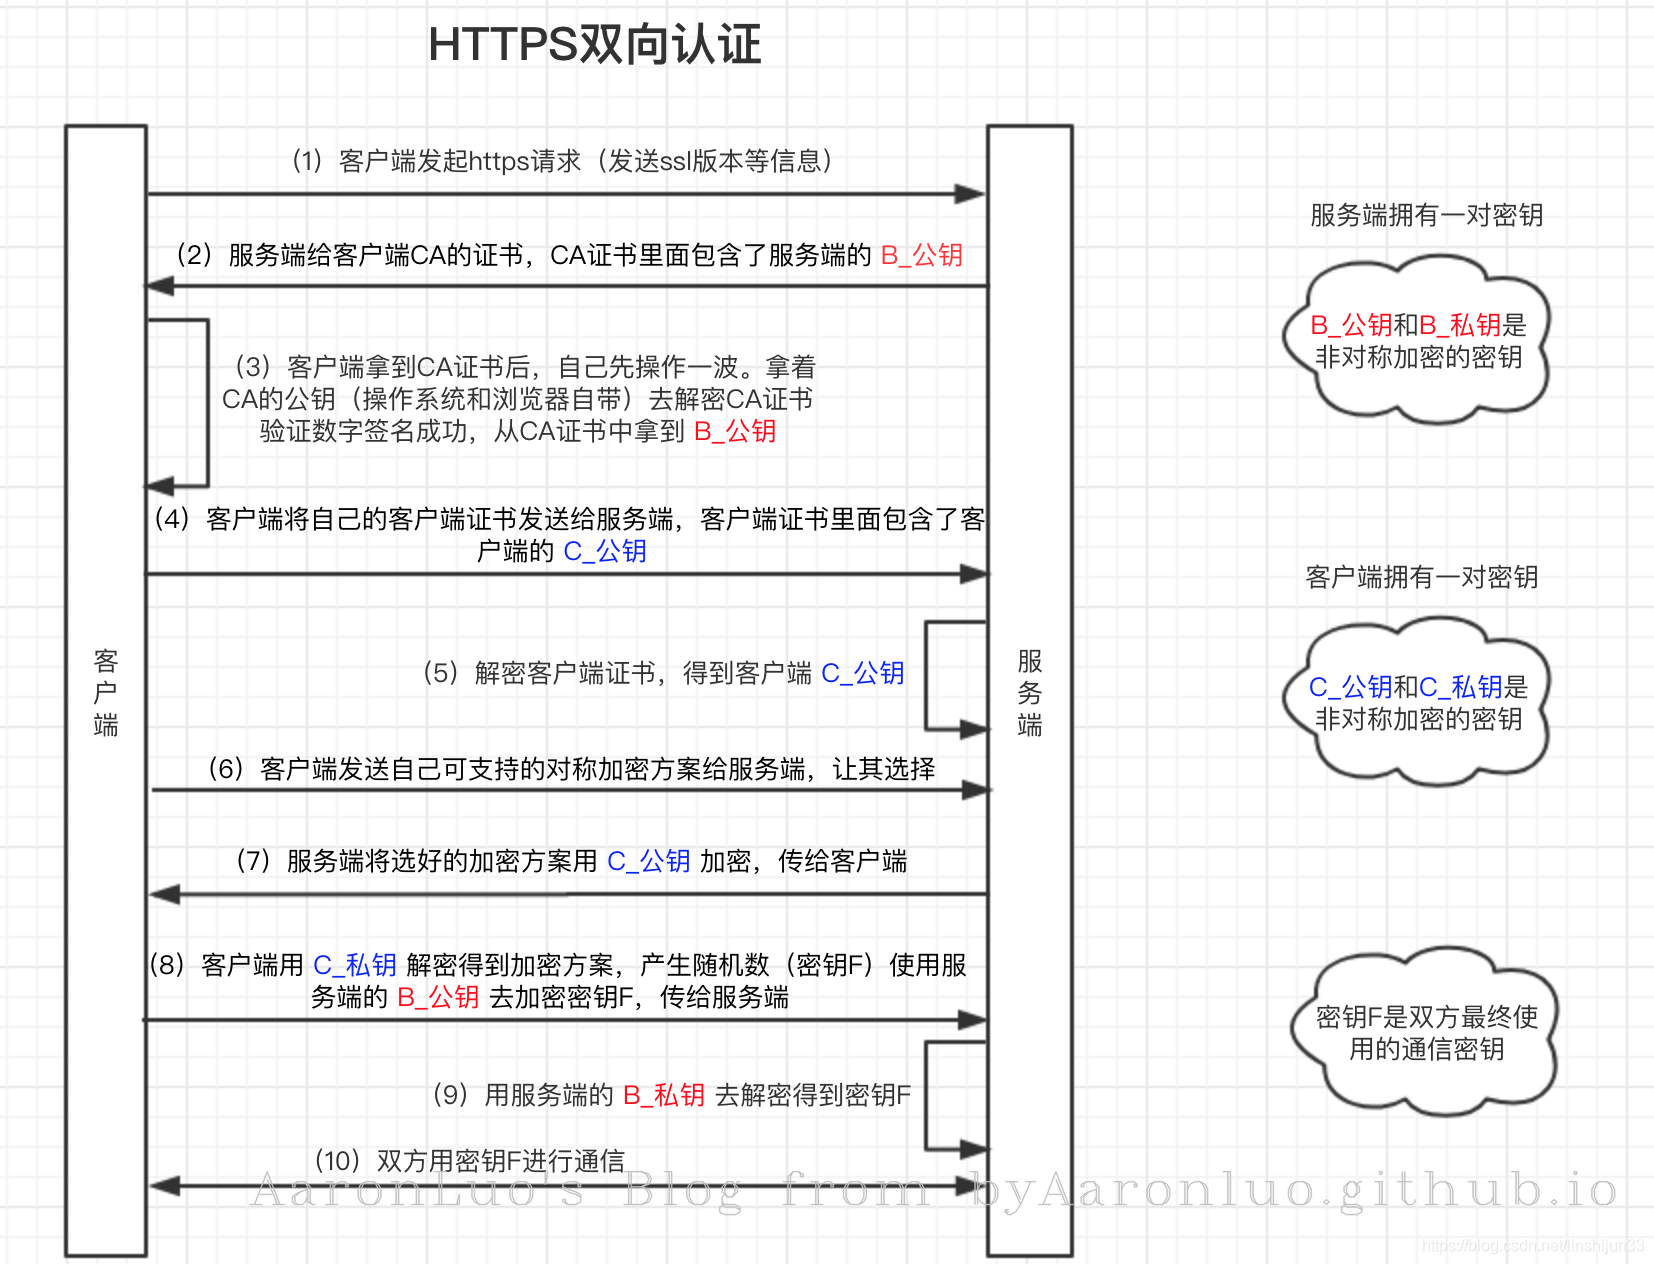 HTTPS双向认证
（1）客户端发起https请求（发送ssl版本等信息）
服务端拥有一对密钥
（2）服务端给客户端CA的证书，CA证书里面包含了服务端的 B_公钥
B_公钥和B_私钥是
非对称加密的密钥
（3）客户端拿到CA证书后，自己先操作一波。拿着
CA的公钥（操作系统和浏览器自带）去解密CA证书
验证数字签名成功，从CA证书中拿到 B_公钥
（4）客户端将自己的客户端证书发送给服务端，客户端证书里面包含了客
户端的 C_公钥
客户端拥有一对密钥
客
户
端
（5）解密客户端证书，得到客户端 C_公钥
服
务
端
C_公钥和C_私钥是
非对称加密的密钥
（6）客户端发送自己可支持的对称加密方案给服务端，让其选择
（7）服务端将选好的加密方案用 C_公钥 加密，传给客户端
（8）客户端用 C_私钥 解密得到加密方案，产生随机数（密钥F）使用服
务端的 B_公钥 去加密密钥F，传给服务端
密钥F是双方最终使
用的通信密钥
（9）用服务端的 B_私钥 去解密得到密钥F
（10）双方用密钥F进行通信
AaronLuo's Blog from byAaronluo.github.io
https://blog.csdn.net/linshijun33